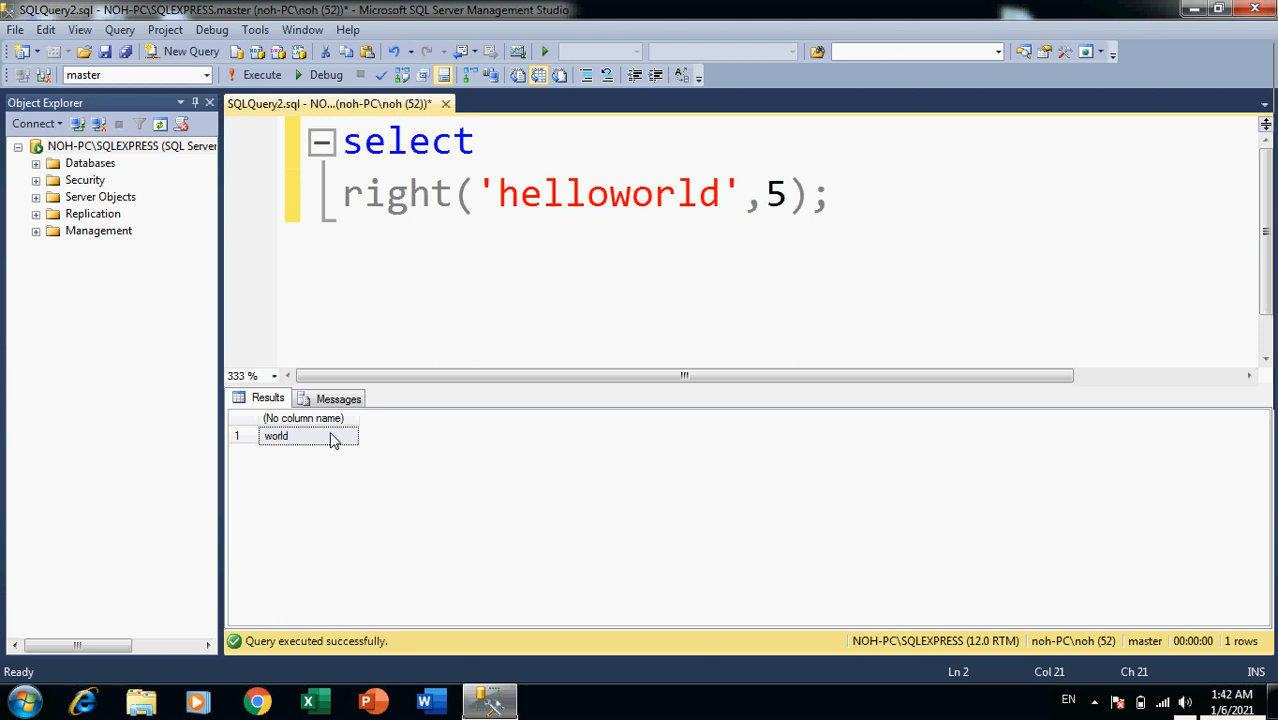 SQLQuery2.sql - NOH-PC\SQLEXPRESS.master (noh-PC\noh (52))* - Microsoft SQL Server Management Studio
File Edit View Query Project Debug Tools Window Help
New Query
master Execute Debug
Object Explorer
SQLQuery2.sql - NO...(noh-PC\noh (52))*
Connect
NOH-PC\SQLEXPRESS (SQL Server
Databases
Security
Server Objects
Replication
Management
select
right('helloworld',5);
333 %
Results Messages
(No column name)
1 world
Query executed successfully. NOH-PC\SQLEXPRESS (12.0 RTM) noh-PC\noh (52) master 00:00:00 1 rows
Ready Ln 2 Col 21 Ch 21 INS
EN 1:42 AM
1/6/2021